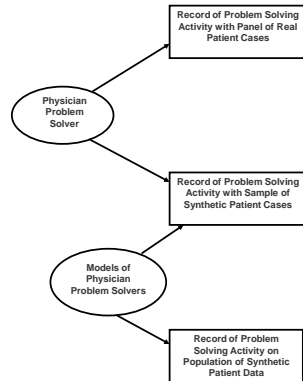 Record of Problem Solving
Activity with Panel of Real
Patient Cases
Physician
Problem
Solver
Record of Problem Solving
Activity with Sample of
Synthetic Patient Cases
Models of
Physician
Problem Solvers
Record of Problem
Solving Activity on
Population of Synthetic
Patient Data